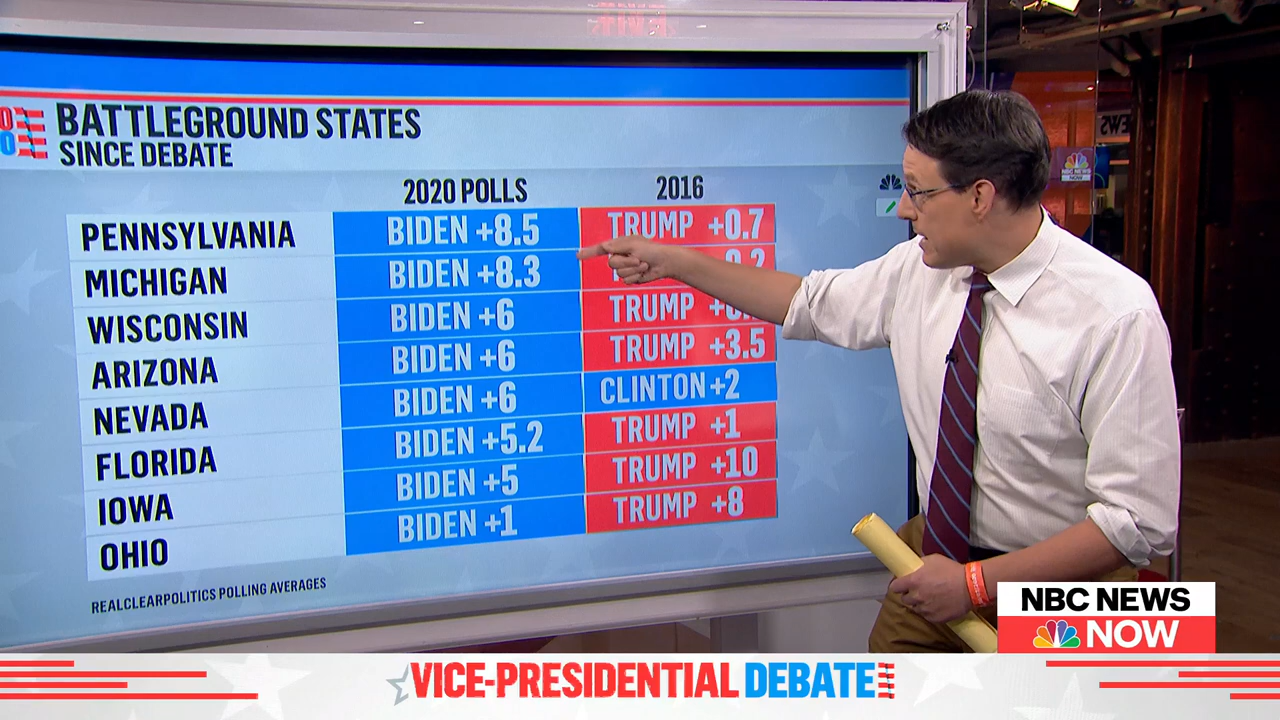 BATTLEGROUND STATES
SINCE DEBATE
2020 POLLS 2016
PENNSYLVANIA BIDEN +8.5 TRUMP +0.7
MICHIGAN BIDEN +8.3
WISCONSIN BIDEN +6 TRUMP
ARIZONA BIDEN +6 TRUMP +3.5
NEVADA BIDEN +6 CLINTON +2
FLORIDA BIDEN +5.2 TRUMP +1
IOWA BIDEN +5 TRUMP +10
OHIO BIDEN +1 TRUMP +8
REALCLEARPOLITICS POLLING AVERAGES
NBC NEWS
NOW
NBC NEWS
NOW
VICE-PRESIDENTIAL DEBATE